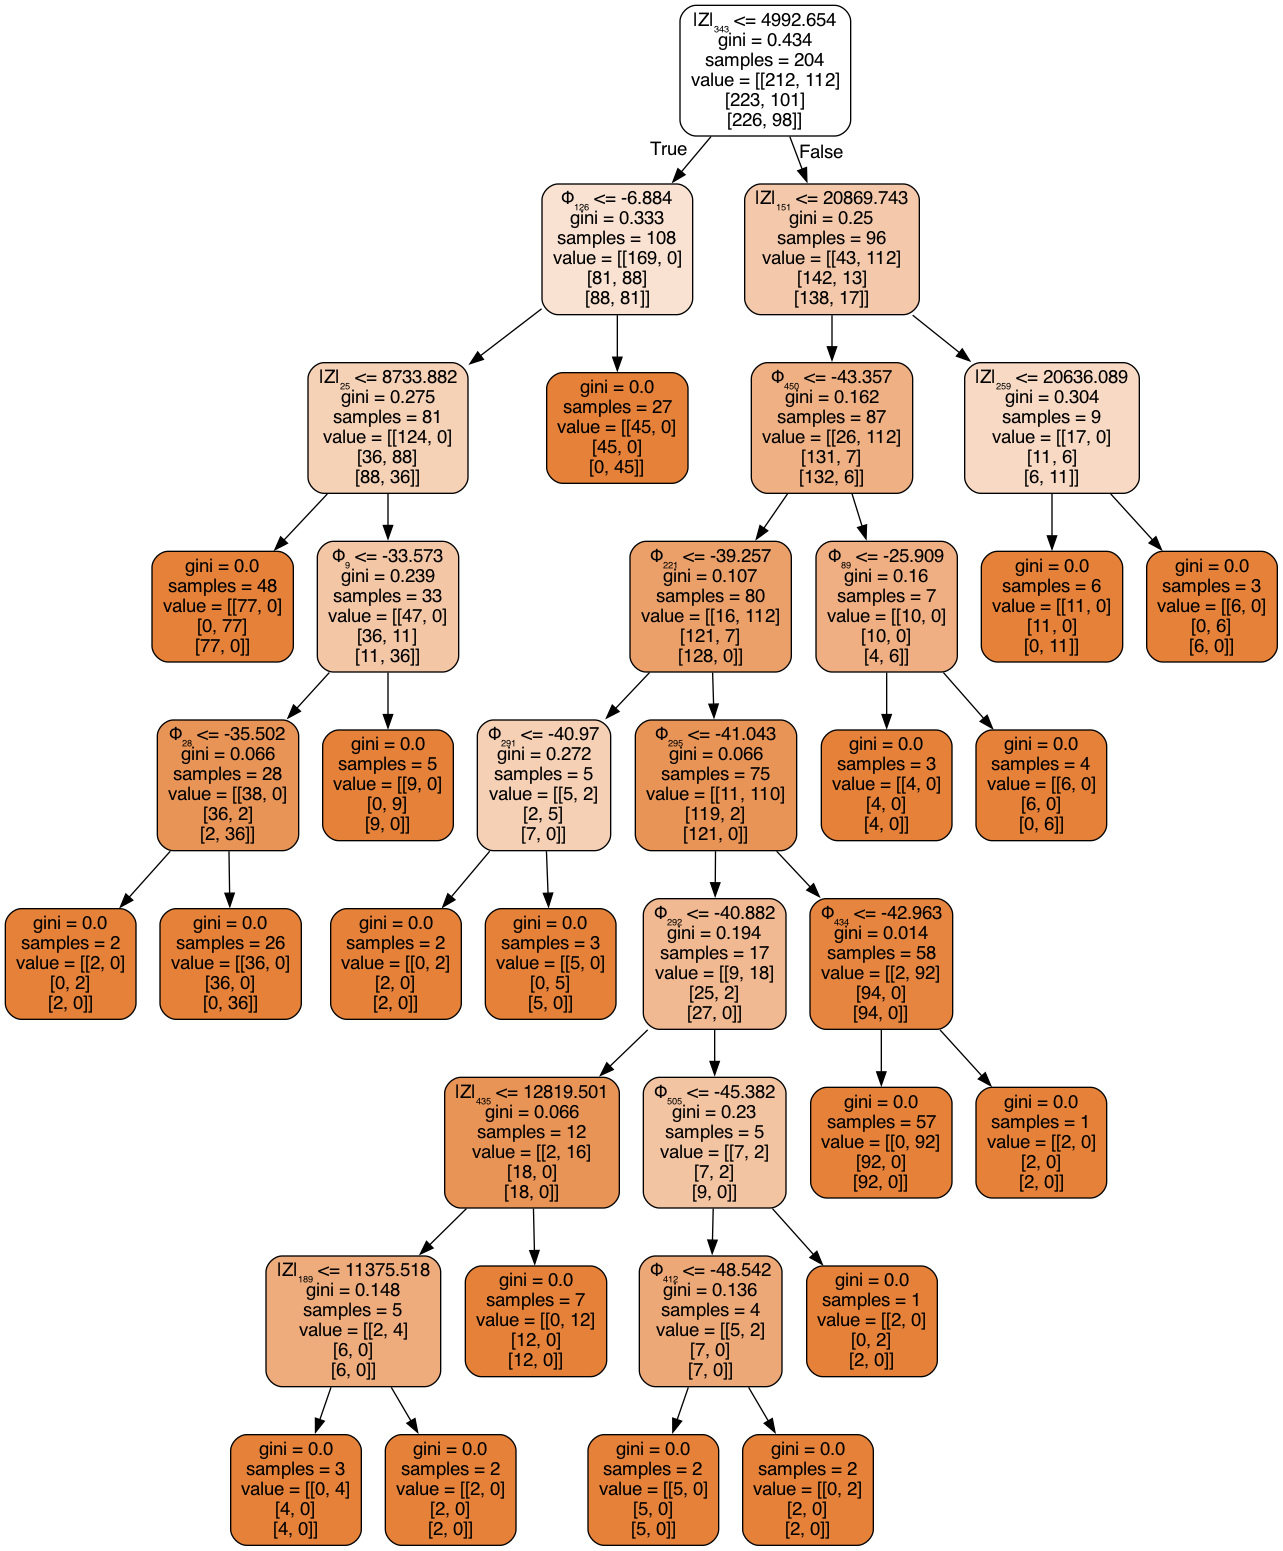 |Z|₃₄₃ <= 4992.654
gini = 0.434
samples = 204
value = [[212, 112]
[223, 101]
[226, 98]]
True
False
Φ₁₂₆ <= -6.884
gini = 0.333
samples = 108
value = [[169, 0]
[81, 88]
[88, 81]]
|Z|₁₅₁ <= 20869.743
gini = 0.25
samples = 96
value = [[43, 112]
[142, 13]
[138, 17]]
|Z|₂₅ <= 8733.882
gini = 0.275
samples = 81
value = [[124, 0]
[36, 88]
[88, 36]]
gini = 0.0
samples = 27
value = [[45, 0]
[45, 0]
[0, 45]]
Φ₄₅₀ <= -43.357
gini = 0.162
samples = 87
value = [[26, 112]
[131, 7]
[132, 6]]
|Z|₂₅₉ <= 20636.089
gini = 0.304
samples = 9
value = [[17, 0]
[11, 6]
[6, 11]]
gini = 0.0
samples = 48
value = [[77, 0]
[0, 77]
[77, 0]]
Φ₉ <= -33.573
gini = 0.239
samples = 33
value = [[47, 0]
[36, 11]
[11, 36]]
Φ₂₂₁ <= -39.257
gini = 0.107
samples = 80
value = [[16, 112]
[121, 7]
[128, 0]]
Φ₈₉ <= -25.909
gini = 0.16
samples = 7
value = [[10, 0]
[10, 0]
[4, 6]]
gini = 0.0
samples = 6
value = [[11, 0]
[11, 0]
[0, 11]]
gini = 0.0
samples = 3
value = [[6, 0]
[0, 6]
[6, 0]]
Φ₂₈ <= -35.502
gini = 0.066
samples = 28
value = [[38, 0]
[36, 2]
[2, 36]]
gini = 0.0
samples = 5
value = [[9, 0]
[0, 9]
[9, 0]]
Φ₂₉₁ <= -40.97
gini = 0.272
samples = 5
value = [[5, 2]
[2, 5]
[7, 0]]
Φ₂₉₅ <= -41.043
gini = 0.066
samples = 75
value = [[11, 110]
[119, 2]
[121, 0]]
gini = 0.0
samples = 3
value = [[4, 0]
[4, 0]
[4, 0]]
gini = 0.0
samples = 4
value = [[6, 0]
[6, 0]
[0, 6]]
gini = 0.0
samples = 2
value = [[2, 0]
[0, 2]
[2, 0]]
gini = 0.0
samples = 26
value = [[36, 0]
[36, 0]
[0, 36]]
gini = 0.0
samples = 2
value = [[0, 2]
[2, 0]
[2, 0]]
gini = 0.0
samples = 3
value = [[5, 0]
[0, 5]
[5, 0]]
Φ₂₉₂ <= -40.882
gini = 0.194
samples = 17
value = [[9, 18]
[25, 2]
[27, 0]]
Φ₄₃₄ <= -42.963
gini = 0.014
samples = 58
value = [[2, 92]
[94, 0]
[94, 0]]
|Z|₄₃₅ <= 12819.501
gini = 0.066
samples = 12
value = [[2, 16]
[18, 0]
[18, 0]]
Φ₅₀₅ <= -45.382
gini = 0.23
samples = 5
value = [[7, 2]
[7, 2]
[9, 0]]
gini = 0.0
samples = 57
value = [[0, 92]
[92, 0]
[92, 0]]
gini = 0.0
samples = 1
value = [[2, 0]
[2, 0]
[2, 0]]
|Z|₁₈₉ <= 11375.518
gini = 0.148
samples = 5
value = [[2, 4]
[6, 0]
[6, 0]]
gini = 0.0
samples = 7
value = [[0, 12]
[12, 0]
[12, 0]]
Φ₄₁₂ <= -48.542
gini = 0.136
samples = 4
value = [[5, 2]
[7, 0]
[7, 0]]
gini = 0.0
samples = 1
value = [[2, 0]
[0, 2]
[2, 0]]
gini = 0.0
samples = 3
value = [[0, 4]
[4, 0]
[4, 0]]
gini = 0.0
samples = 2
value = [[2, 0]
[2, 0]
[2, 0]]
gini = 0.0
samples = 2
value = [[5, 0]
[5, 0]
[5, 0]]
gini = 0.0
samples = 2
value = [[0, 2]
[2, 0]
[2, 0]]